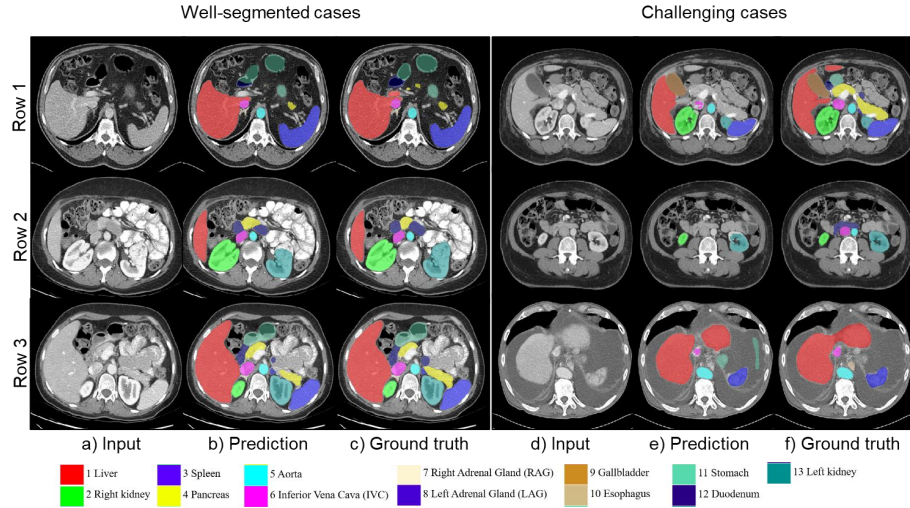 Well-segmented cases
Challenging cases
Row 1
Row 2
Row 3
a) Input
b) Prediction
c) Ground truth
d) Input
e) Prediction
f) Ground truth
1 Liver
3 Spleen
5 Aorta
7 Right Adrenal Gland (RAG)
9 Gallbladder
11 Stomach
13 Left kidney
2 Right kidney
4 Pancreas
6 Inferior Vena Cava (IVC)
8 Left Adrenal Gland (LAG)
10 Esophagus
12 Duodenum